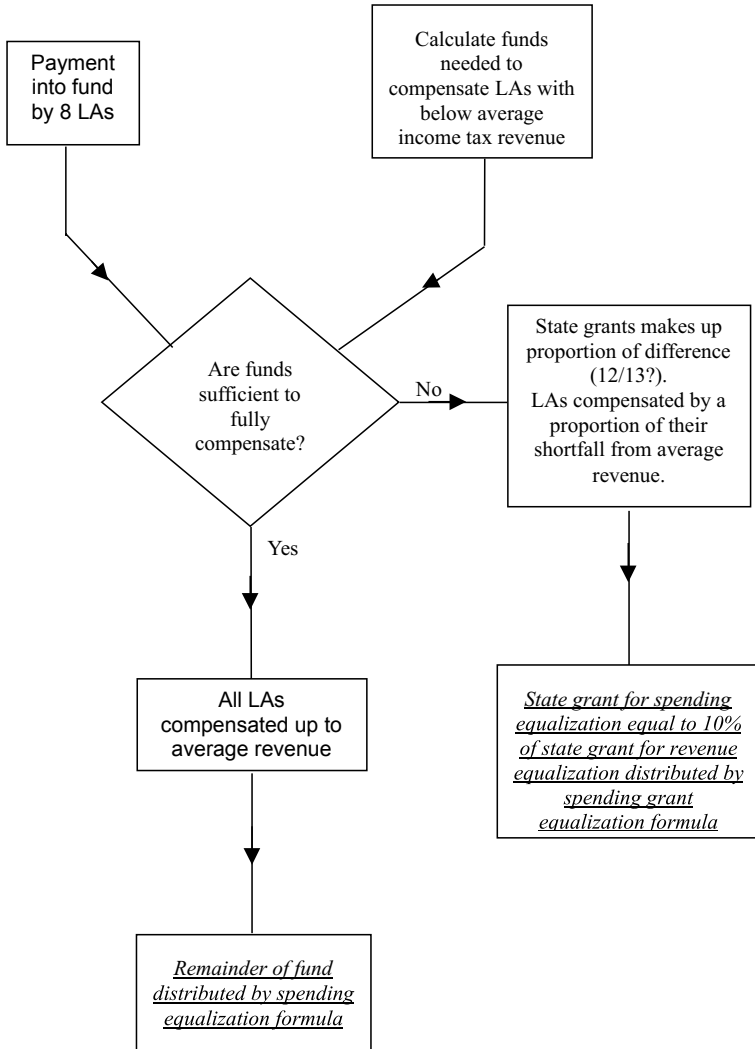 Payment
into fund
by 8 LAs
Calculate funds
needed to
compensate LAs with
below average
income tax revenue
Are funds
sufficient to
fully
compensate?
No
State grants makes up
proportion of difference
(12/13?).
LAs compensated by a
proportion of their
shortfall from average
revenue.
Yes
All LAs
compensated up to
average revenue
State grant for spending
equalization equal to 10%
of state grant for revenue
equalization distributed by
spending grant
equalization formula
Remainder of fund
distributed by spending
equalization formula